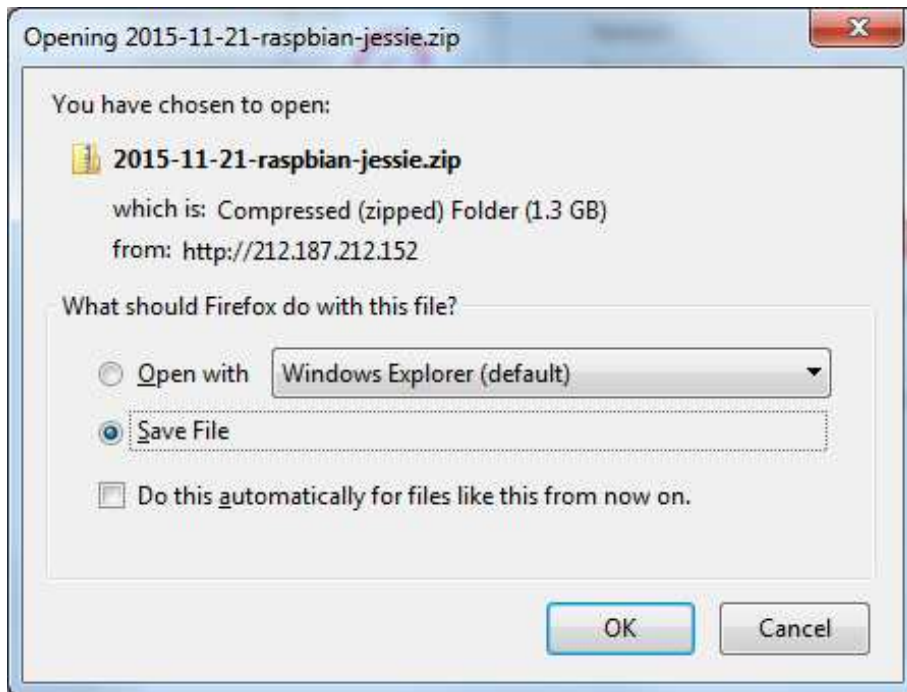 Opening 2015-11-21-raspbian-jessie.zip
You have chosen to open:
2015-11-21-raspbian-jessie.zip
which is: Compressed (zipped) Folder (1.3 GB)
from: http://212.187.212.152
What should Firefox do with this file?
Open with Windows Explorer (default)
Save File
Do this automatically for files like this from now on.
OK Cancel